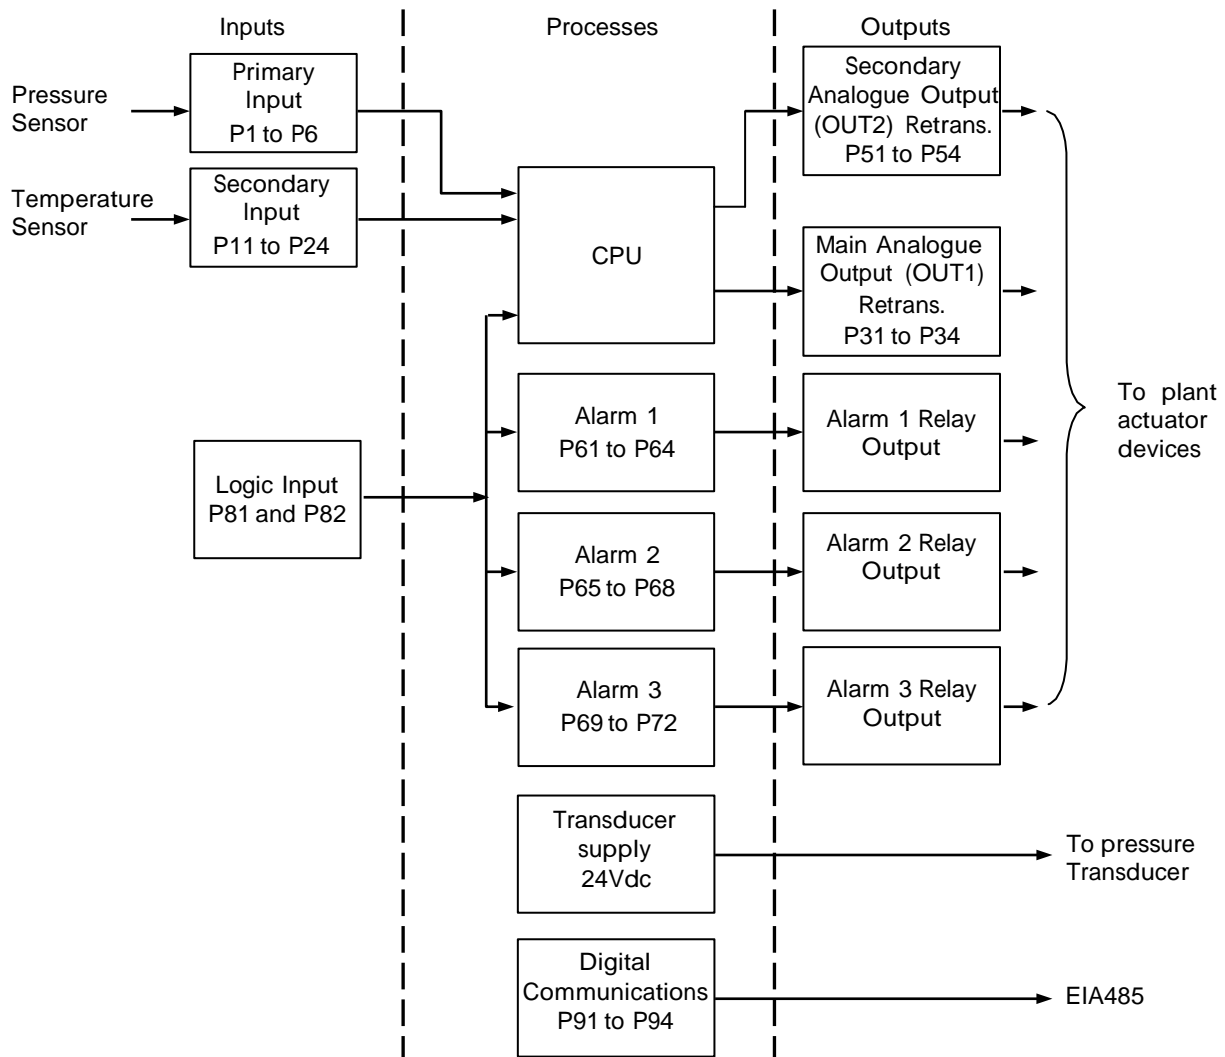 Inputs
Processes
Outputs
Pressure
Sensor
Primary
Input
P1 to P6
Temperature
Sensor
Secondary
Input
P11 to P24
Logic Input
P81 and P82
CPU
Alarm 1
P61 to P64
Alarm 2
P65 to P68
Alarm 3
P69 to P72
Transducer
supply
24Vdc
Digital
Communications
P91 to P94
Secondary
Analogue Output
(OUT2) Retrans.
P51 to P54
Main Analogue
Output (OUT1)
Retrans.
P31 to P34
Alarm 1 Relay
Output
Alarm 2 Relay
Output
Alarm 3 Relay
Output
To plant
actuator
devices
To pressure
Transducer
EIA485